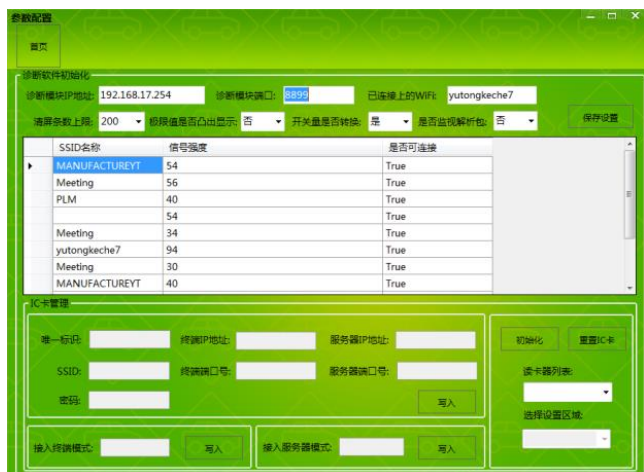 参数配置
首页
诊断软件初始化
诊断模块IP地址: 192.168.17.254 诊断模块端口: 8899 已连接上的WiFi: yutongkeche7
清屏条数上限: 200 极限值是否凸出显示: 否 开关量是否转换: 是 是否监视解析包: 否 保存设置
SSID名称 信号强度 是否可连接
MANUFACTUREYT 54 True
Meeting 56 True
PLM 40 True
54 True
Meeting 34 True
yutongkeche7 94 True
Meeting 30 True
MANUFACTUREYT 40 True
IC卡管理
唯一标识: 终端IP地址: 服务器IP地址: 初始化 重置IC卡
SSID: 终端端口号: 服务器端口号: 读卡器列表:
密码: 写入
选择设置区域:
接入终端模式: 写入 接入服务器模式: 写入